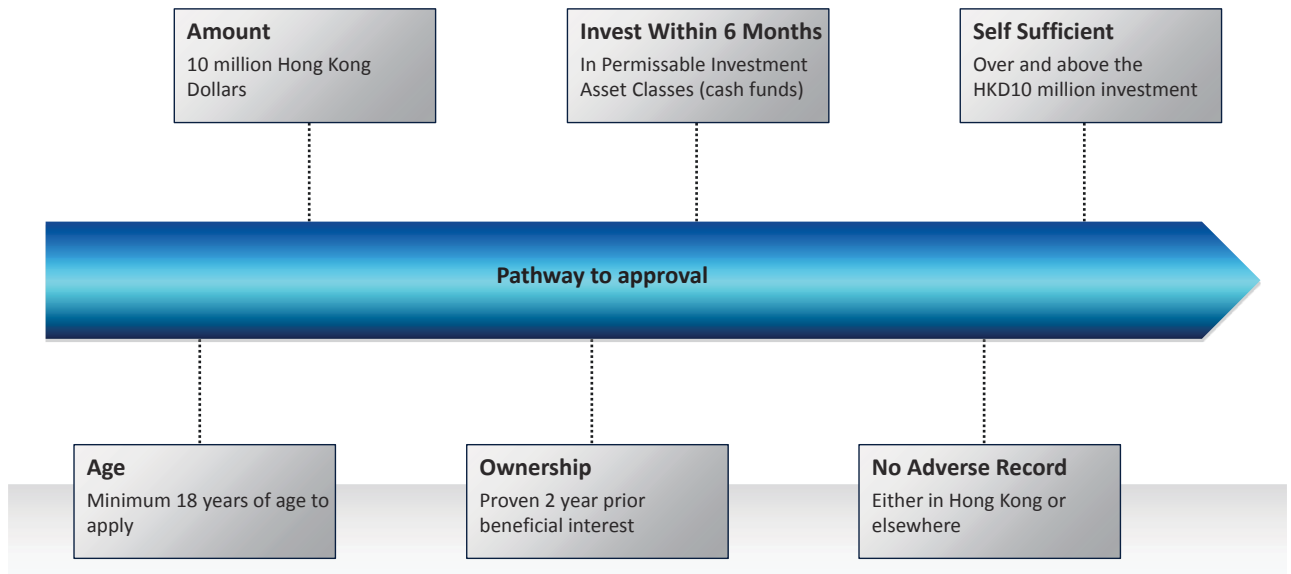 Amount
10 million Hong Kong
Dollars
Invest Within 6 Months
In Permissable Investment
Asset Classes (cash funds)
Self Sufficient
Over and above the
HKD10 million investment
Pathway to approval
Age
Minimum 18 years of age to
apply
Ownership
Proven 2 year prior
beneficial interest
No Adverse Record
Either in Hong Kong or
elsewhere